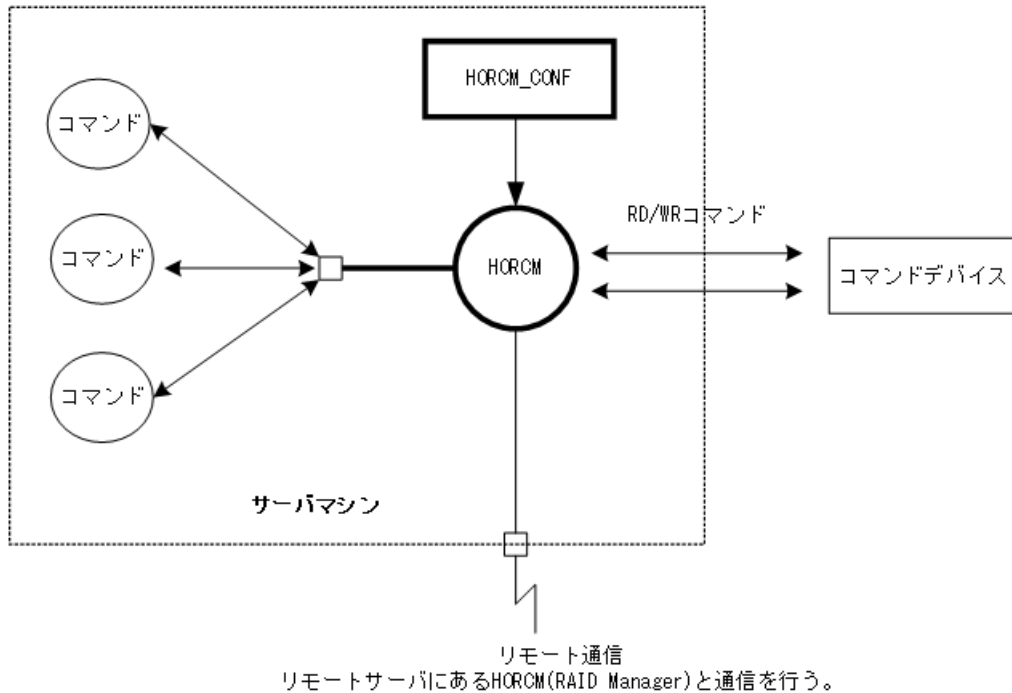 HORCM_CONF
コマンド
RD/WRコマンド
コマンド
HORCM
コマンドデバイス
コマンド
サーバマシン
リモート通信
リモートサーバにあるHORCM(RAID Manager)と通信を行う。